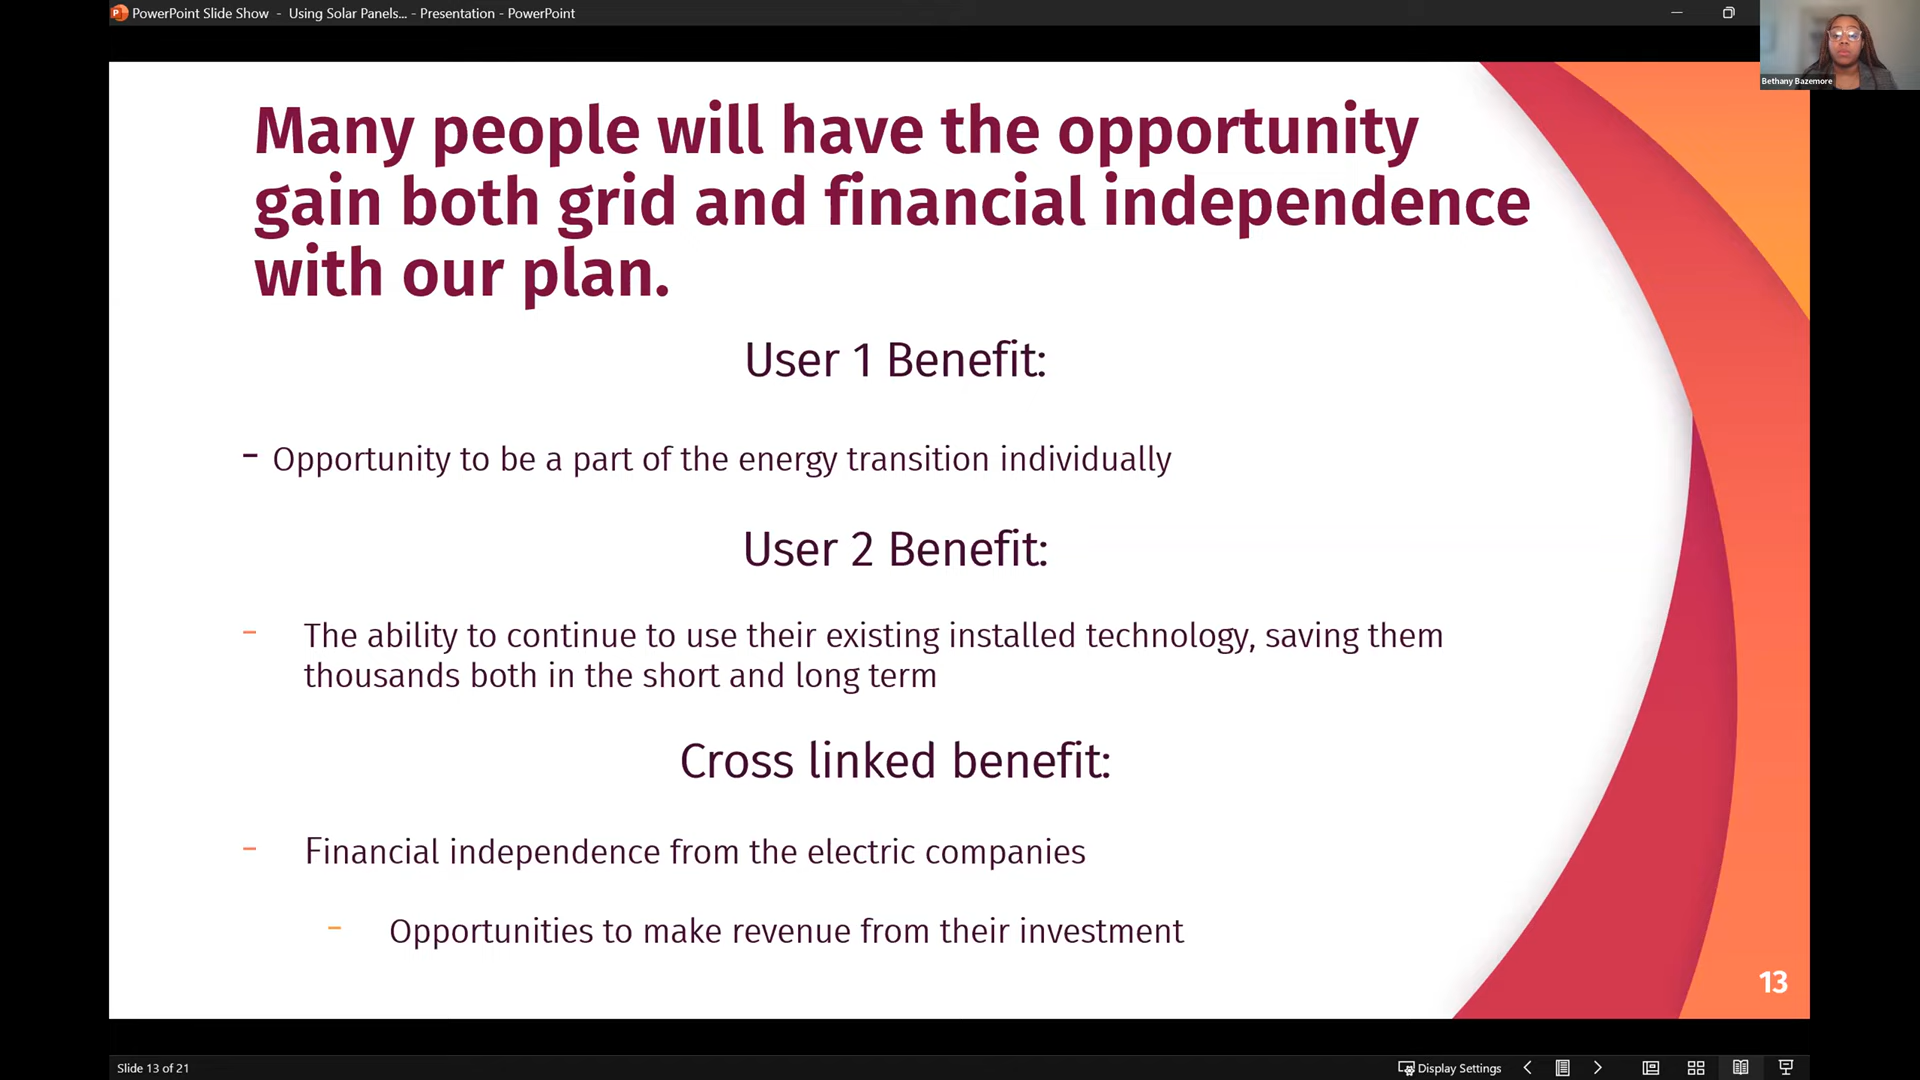 PowerPoint Slide Show - Using Solar Panels... - Presentation - PowerPoint
Bethany Bazemore
Many people will have the opportunity
gain both grid and financial independence
with our plan.
User 1 Benefit:
- Opportunity to be a part of the energy transition individually
User 2 Benefit:
- The ability to continue to use their existing installed technology, saving them
thousands both in the short and long term
Cross linked benefit:
- Financial independence from the electric companies
- Opportunities to make revenue from their investment
13
Slide 13 of 21
Display Settings